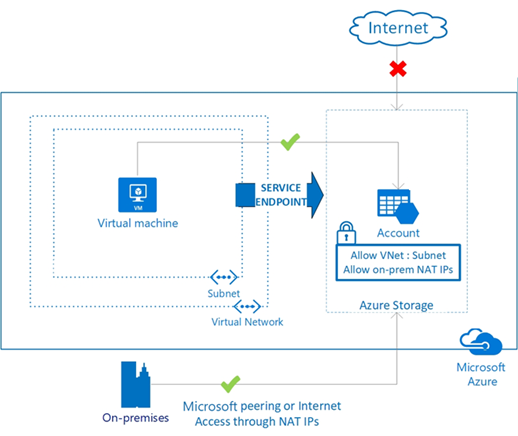 Internet
VM
Virtual machine
SERVICE
ENDPOINT
Account
Allow VNet : Subnet
Allow on-prem NAT IPs
Subnet
Azure Storage
Virtual Network
Microsoft
Azure
On-premises
Microsoft peering or Internet
Access through NAT IPs